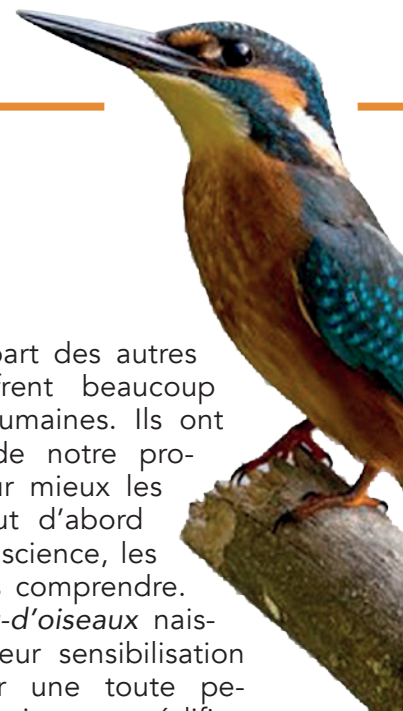 part des autres
frent beaucoup
umaines. Ils ont
de notre pro-
ur mieux les
ut d'abord
science, les
s comprendre.
-d'oiseaux nais-
eur sensibilisation
r une toute pe-